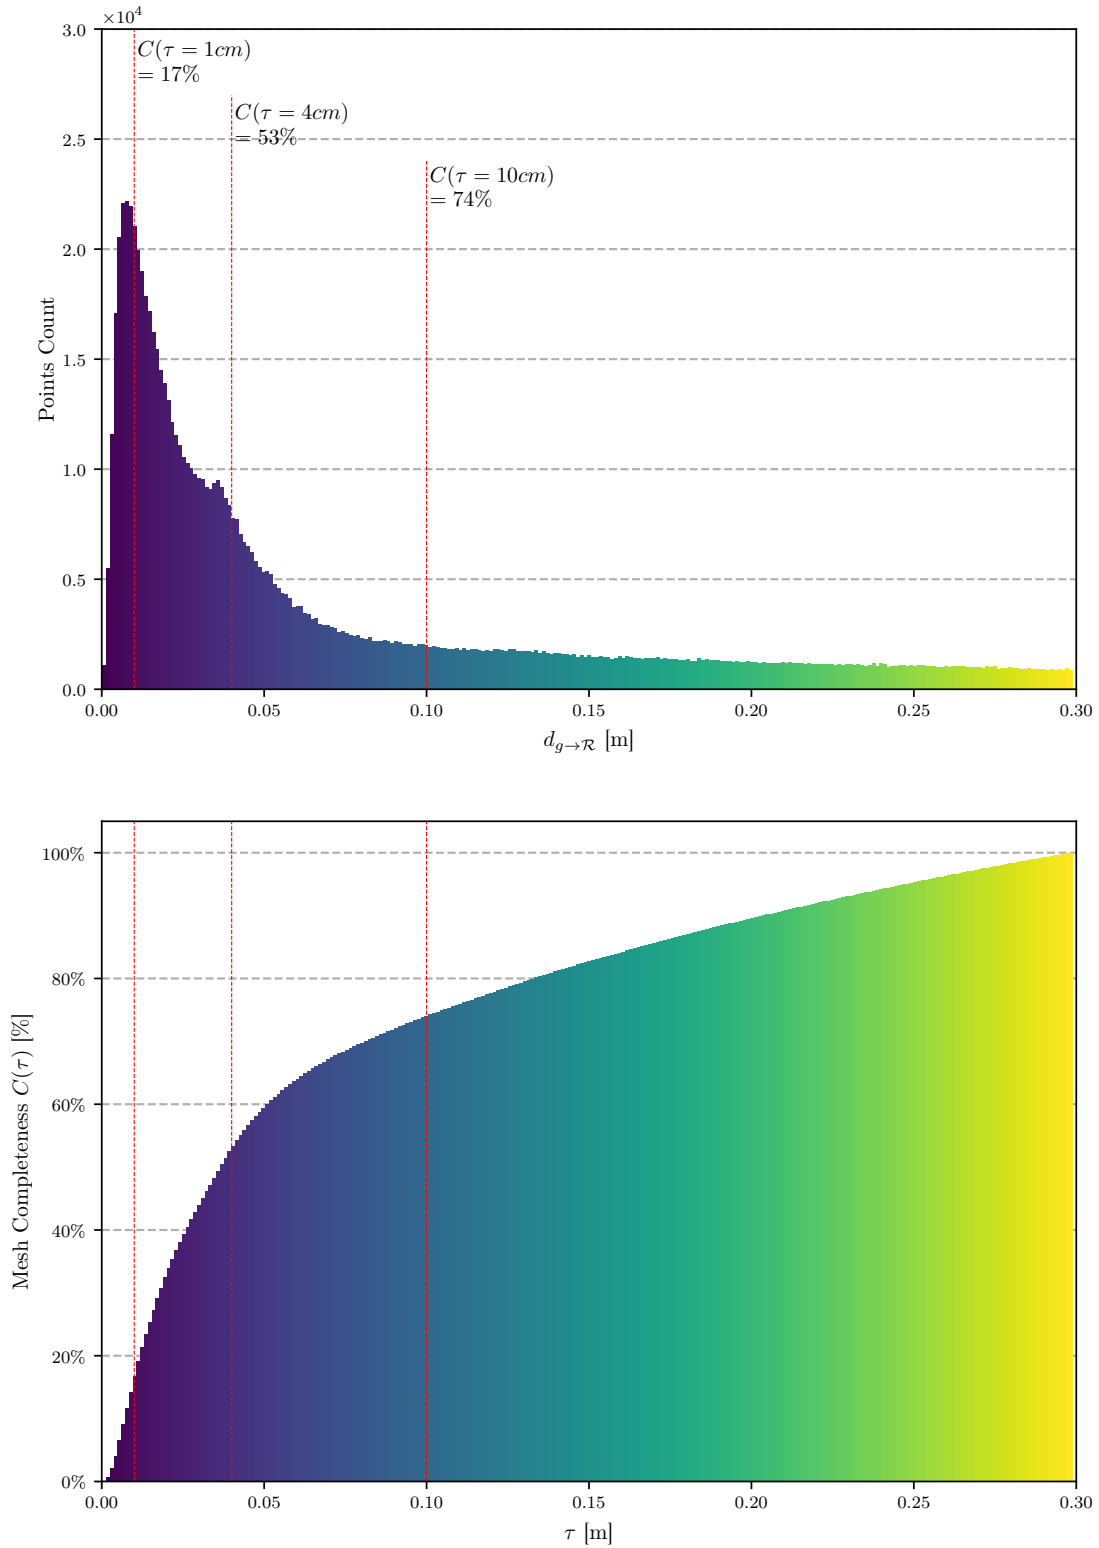 ×10⁴
3.0
C(τ = 1cm)
= 17%
C(τ = 4cm)
2.5
= 53%
C(τ = 10cm)
= 74%
2.0
1.5
1.0
0.5
0.0
Points Count
0.00 0.05 0.10 0.15 0.20 0.25 0.30
d_{g→ℛ} [m]
100%
80%
60%
40%
20%
0%
Mesh Completeness C(τ) [%]
0.00 0.05 0.10 0.15 0.20 0.25 0.30
τ [m]